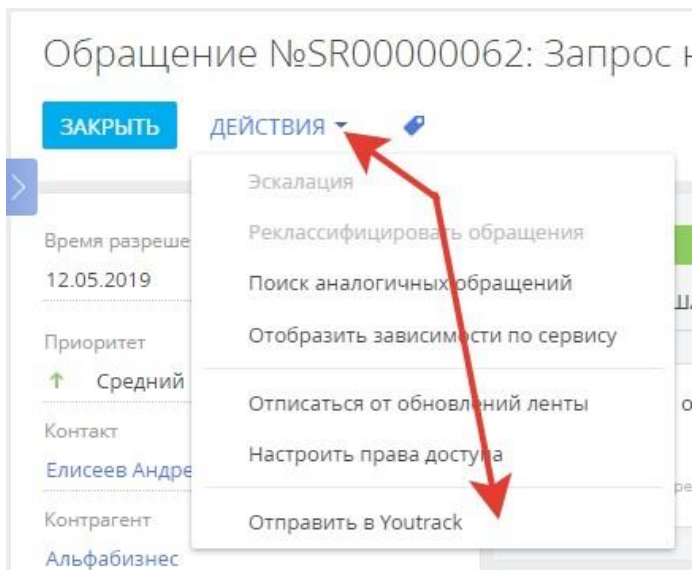 Обращение №SR00000062: Запрос
ЗАКРЫТЬ
ДЕЙСТВИЯ
Эскалация
Реклассифицировать обращения
Поиск аналогичных обращений
Отобразить зависимости по сервису
Отписаться от обновлений ленты
Настроить права доступа
Отправить в Youtrack
Время разреше
12.05.2019
Приоритет
Средний
Контакт
Елисеев Андре
Контрагент
Альфабизнес